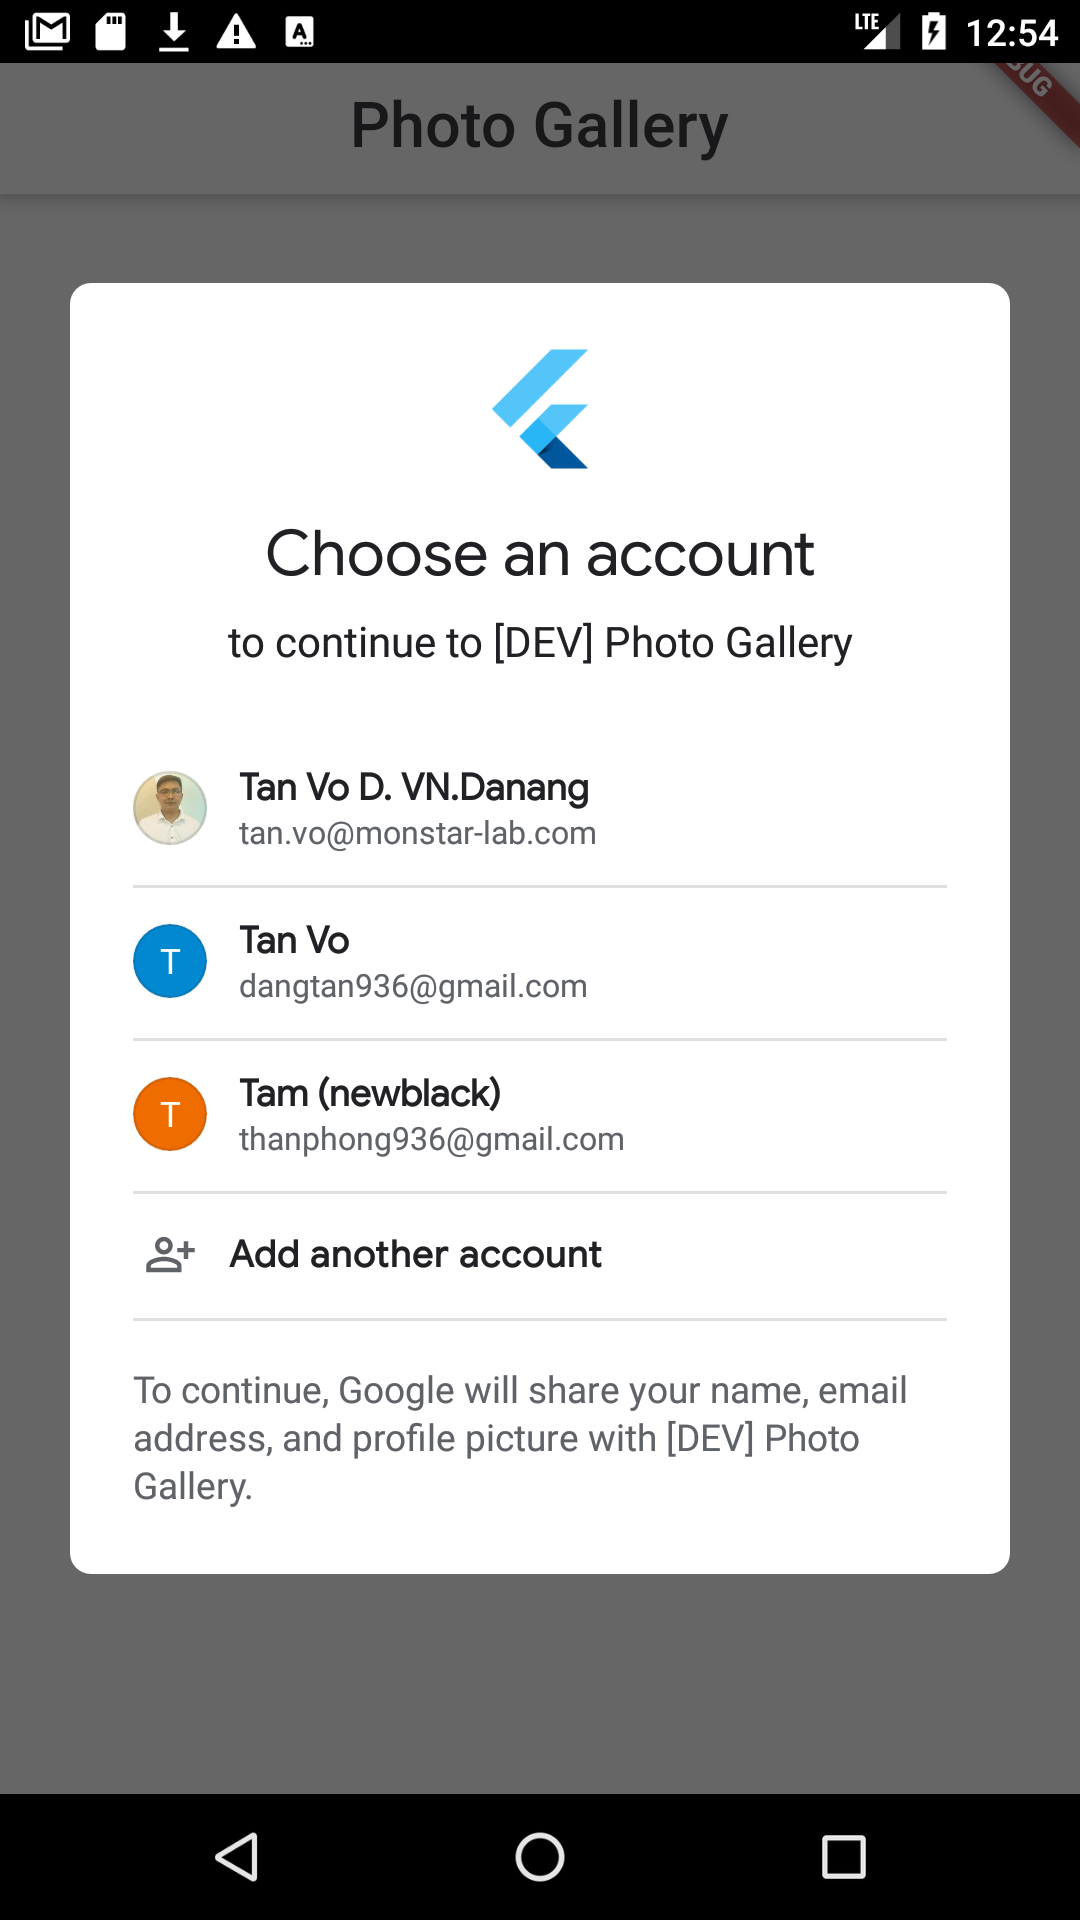 LTE 12:54
Photo Gallery
Choose an account
to continue to [DEV] Photo Gallery
Tan Vo D. VN.Danang
tan.vo@monstar-lab.com
T
Tan Vo
dangtan936@gmail.com
T
Tam (newblack)
thanphong936@gmail.com
Add another account
To continue, Google will share your name, email
address, and profile picture with [DEV] Photo
Gallery.